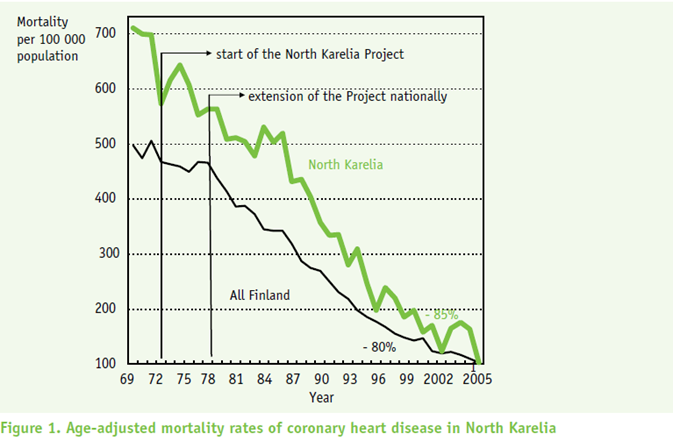 Mortality
per 100 000
population
700
600
500
400
300
200
100
start of the North Karelia Project
extension of the Project nationally
North Karelia
All Finland
- 85%
- 80%
69 72 75 78 81 84 87 90 93 96 99 2002 2005
Year
Figure 1. Age-adjusted mortality rates of coronary heart disease in North Karelia